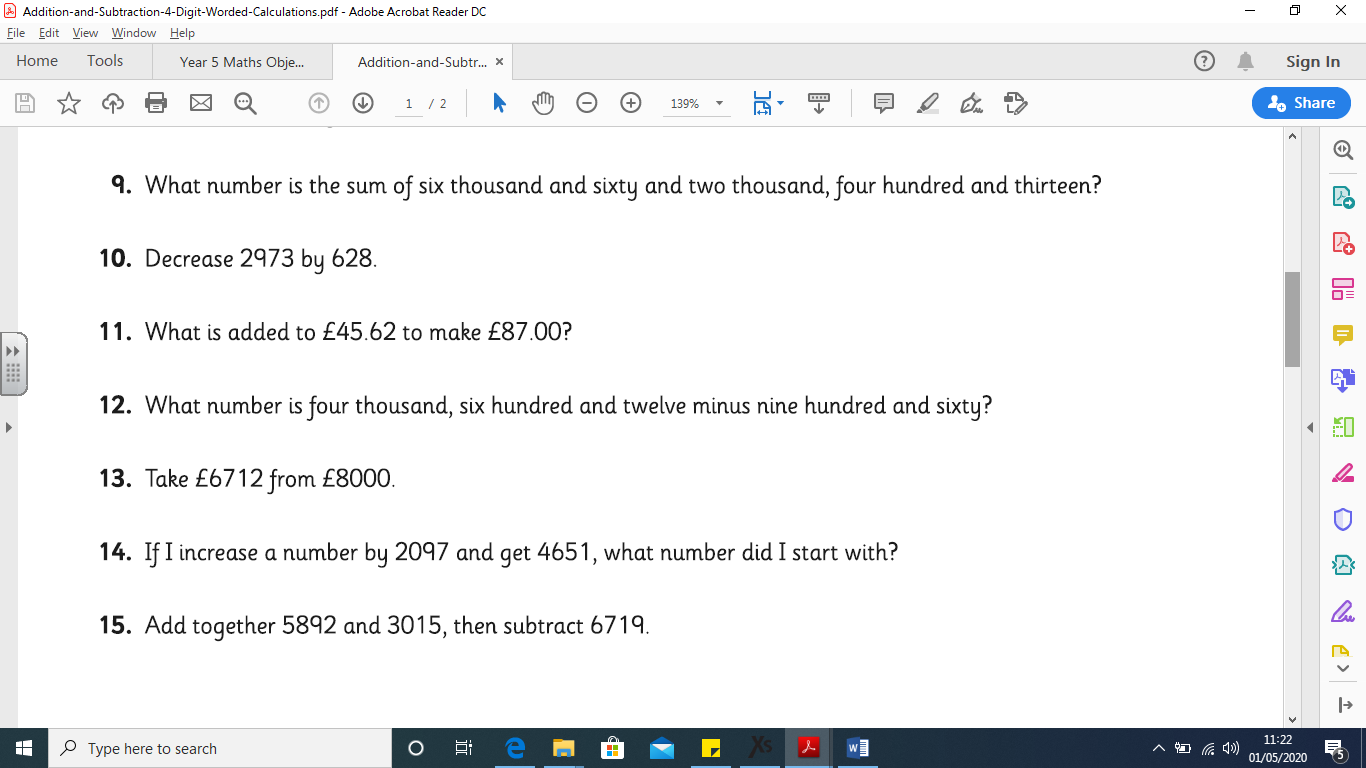 Addition-and-Subtraction-4-Digit-Worded-Calculations.pdf - Adobe Acrobat Reader DC
File Edit View Window Help
Home Tools Year 5 Maths Obje... Addition-and-Subtr... Sign In
1 / 2 139% Share
9. What number is the sum of six thousand and sixty and two thousand, four hundred and thirteen?
10. Decrease 2973 by 628.
11. What is added to £45.62 to make £87.00?
12. What number is four thousand, six hundred and twelve minus nine hundred and sixty?
13. Take £6712 from £8000.
14. If I increase a number by 2097 and get 4651, what number did I start with?
15. Add together 5892 and 3015, then subtract 6719.
Type here to search
11:22
01/05/2020
5